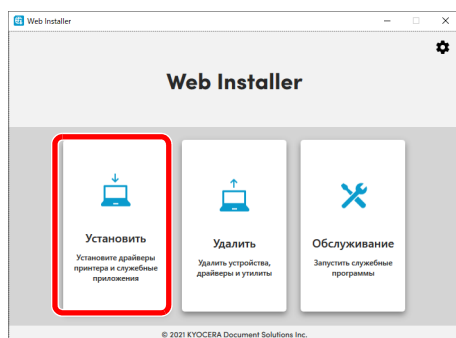 Web Installer
Web Installer
Установить
Установите драйверы
принтера и служебные
приложения
Удалить
Удалить устройства,
драйверы и утилиты
Обслуживание
Запустить служебные
программы
© 2021 KYOCERA Document Solutions Inc.